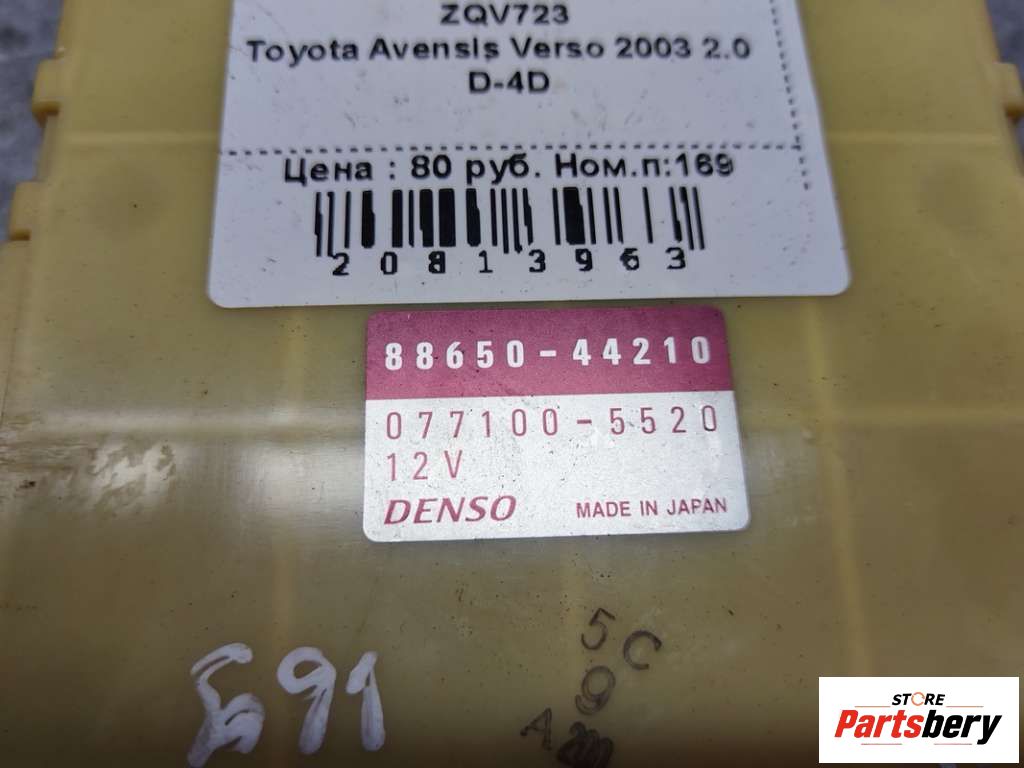 ZQV723
Toyota Avensis Verso 2003 2.0
D-4D
Цена : 80 руб. Ном.п:169
20813963
88650-44210
077100-5520
12V
DENSO MADE IN JAPAN
5C
9
A
STORE
Partsbery